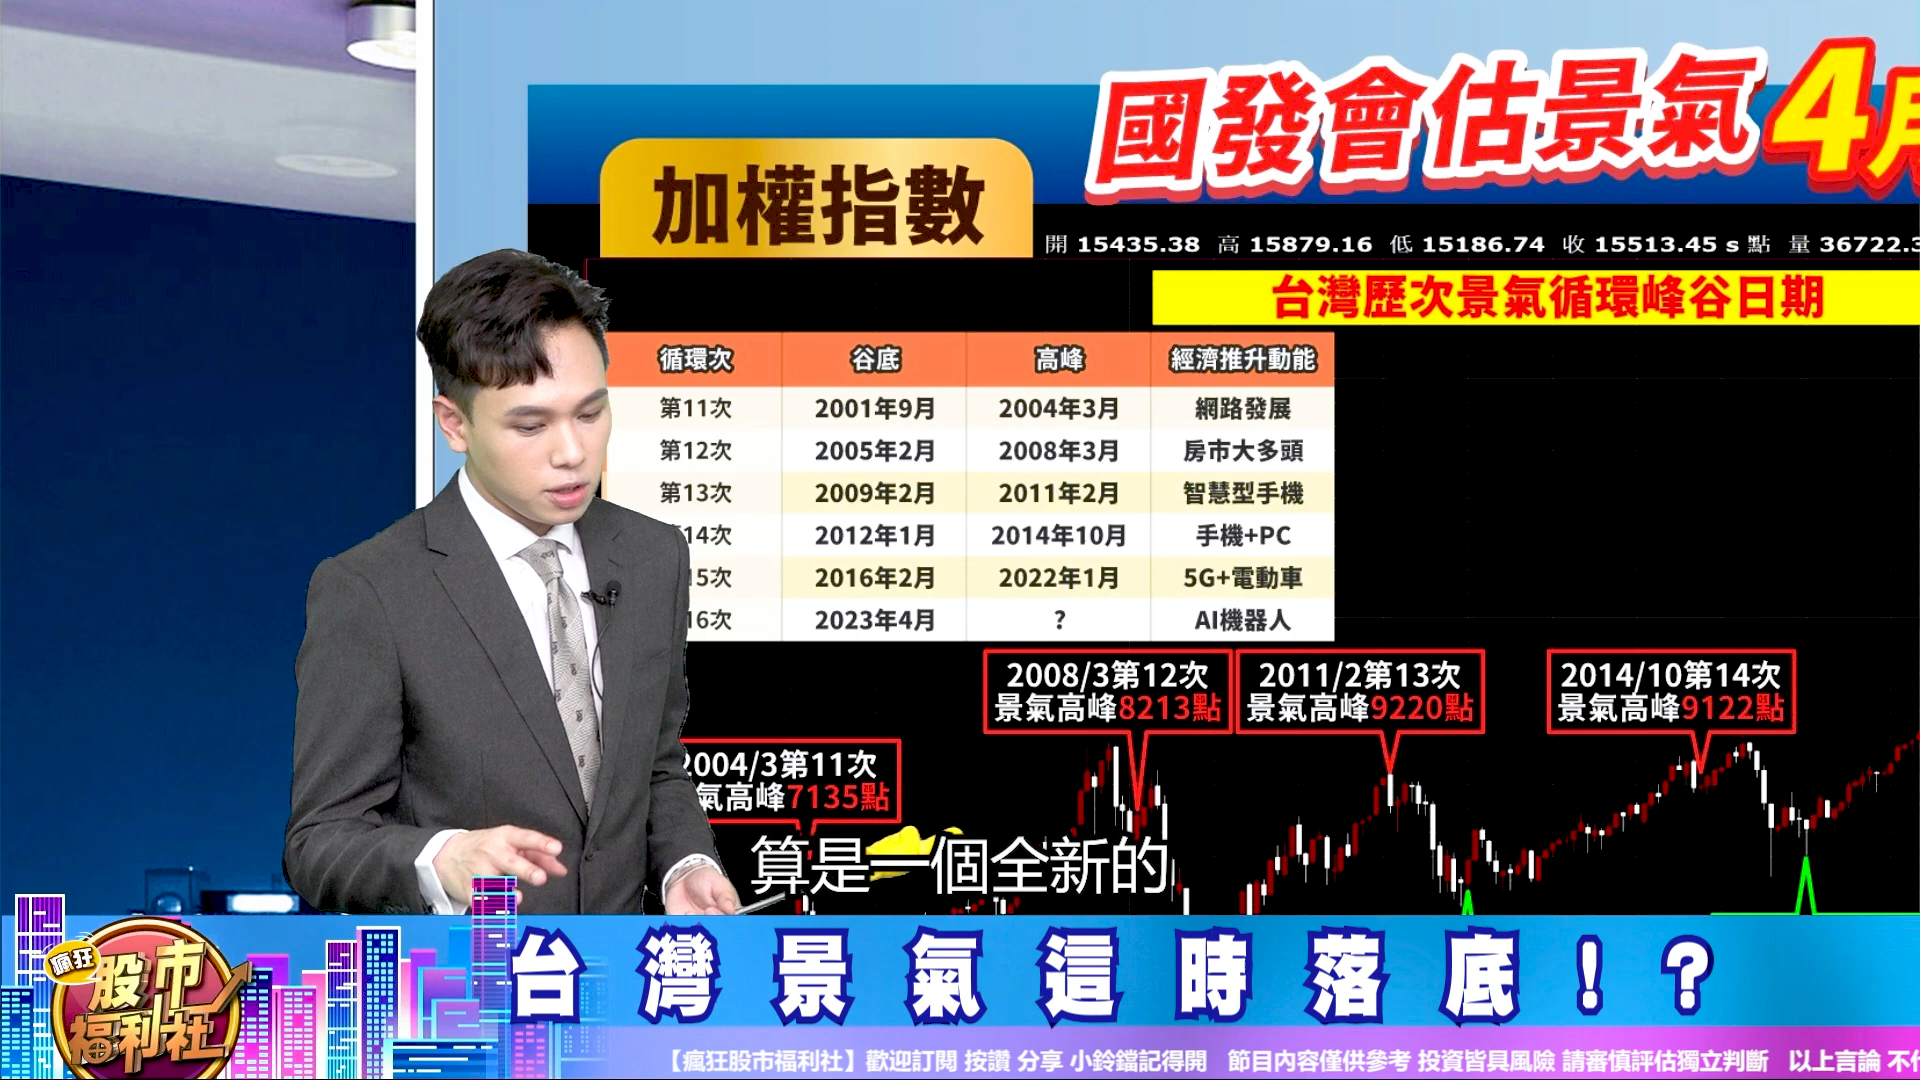 國發會估景氣4月
加權指數
開 15435.38 高 15879.16 低 15186.74 收 15513.45 s 點 量 36722.3
台灣歷次景氣循環峰谷日期
循環次 谷底 高峰 經濟推升動能
第11次 2001年9月 2004年3月 網路發展
第12次 2005年2月 2008年3月 房市大多頭
第13次 2009年2月 2011年2月 智慧型手機
14次 2012年1月 2014年10月 手機+PC
15次 2016年2月 2022年1月 5G+電動車
16次 2023年4月 ? AI機器人
2008/3第12次
景氣高峰8213點
2011/2第13次
景氣高峰9220點
2014/10第14次
景氣高峰9122點
2004/3第11次
氣高峰7135點
算是一個全新的
台灣景氣這時落底!?
瘋狂
股市
福利社
【瘋狂股市福利社】歡迎訂閱 按讚 分享 小鈴鐺記得開 節目內容僅供參考 投資皆具風險 請審慎評估獨立判斷 以上言論 不代